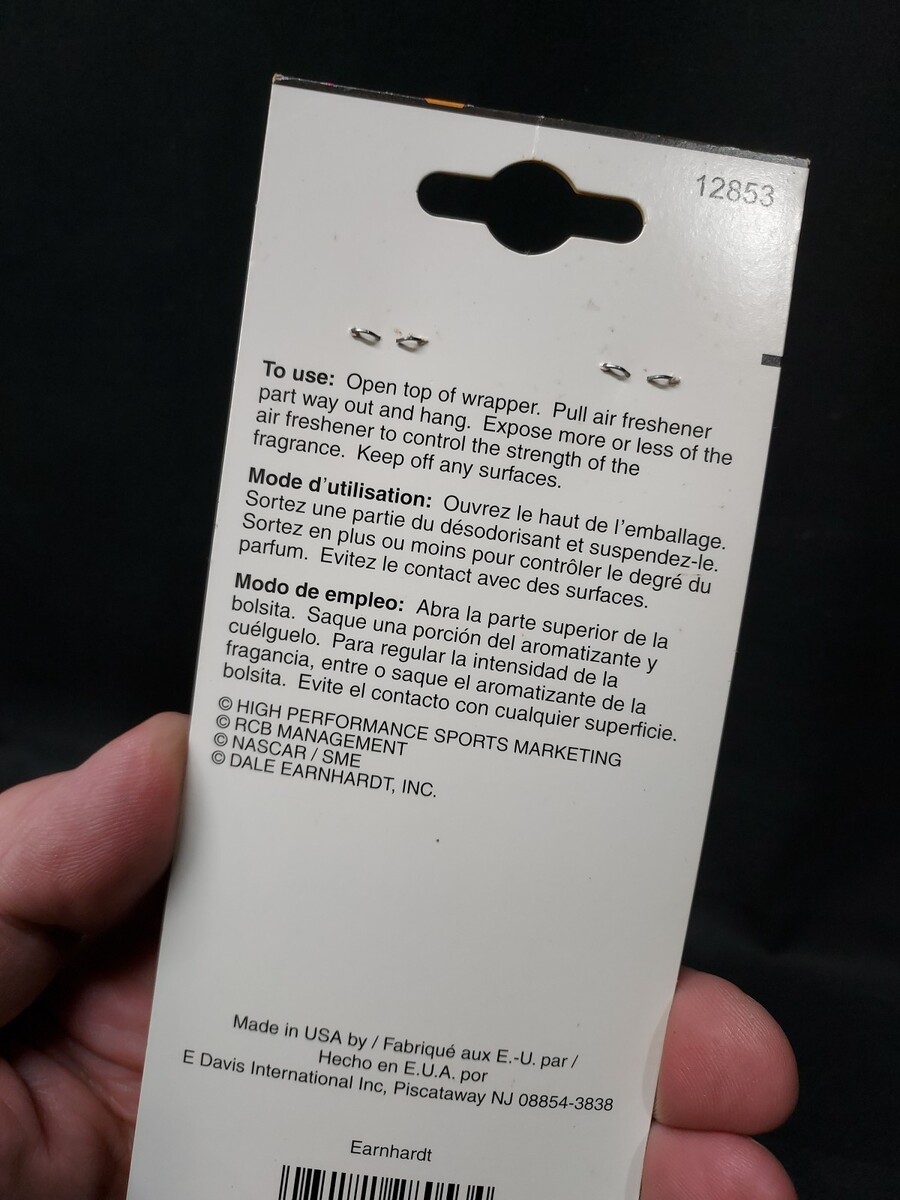 12853
To use: Open top of wrapper. Pull air freshener
part way out and hang. Expose more or less of the
air freshener to control the strength of the
fragrance. Keep off any surfaces.
Mode d'utilisation: Ouvrez le haut de l'emballage.
Sortez une partie du désodorisant et suspendez-le.
Sortez en plus ou moins pour contrôler le degré du
parfum. Evitez le contact avec des surfaces.
Modo de empleo: Abra la parte superior de la
bolsita. Saque una porción del aromatizante y
cuélguelo. Para regular la intensidad de la
fragancia, entre o saque el aromatizante de la
bolsita. Evite el contacto con cualquier superficie.
© HIGH PERFORMANCE SPORTS MARKETING
© RCB MANAGEMENT
© NASCAR / SME
© DALE EARNHARDT, INC.
Made in USA by / Fabriqué aux E.-U. par /
Hecho en E.U.A. por
E Davis International Inc, Piscataway NJ 08854-3838
Earnhardt